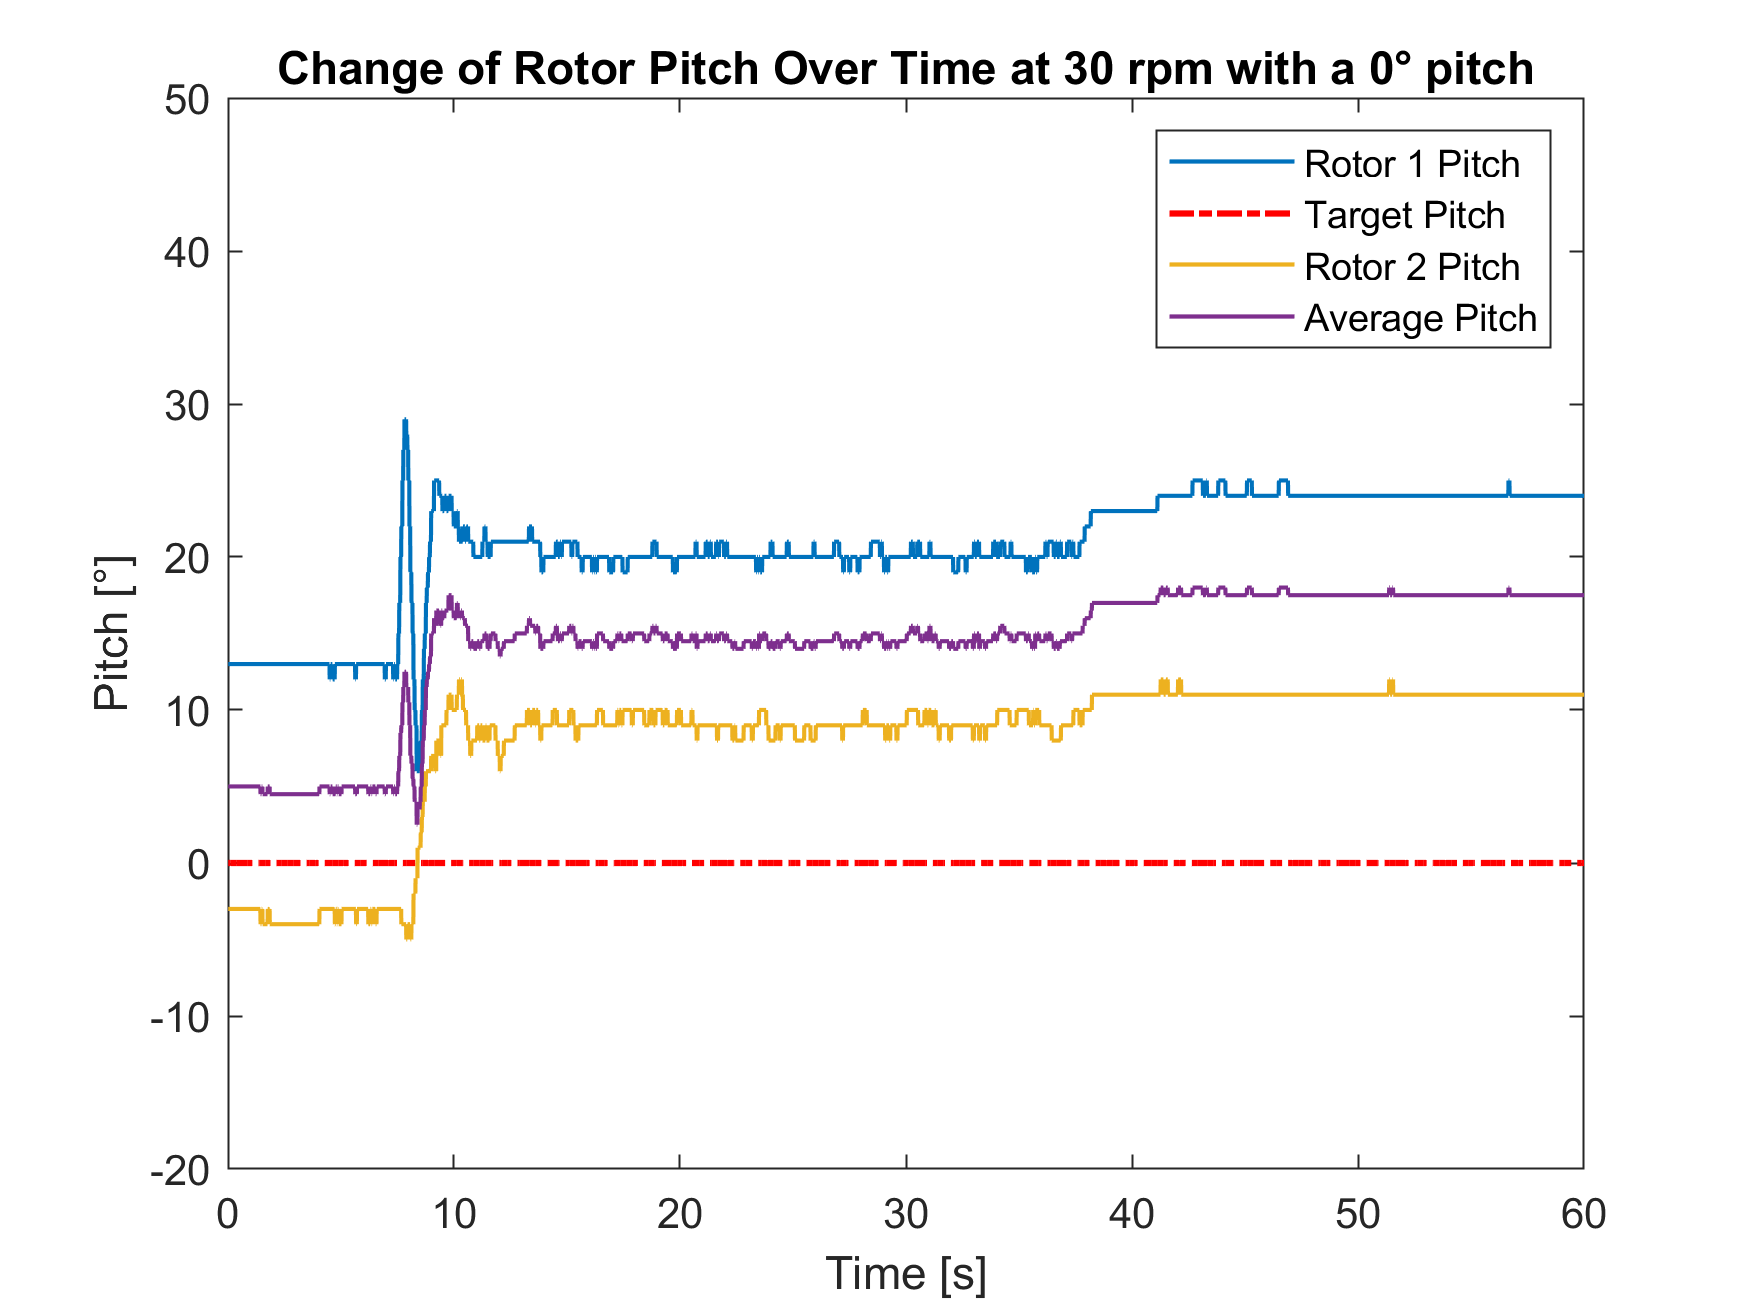 Change of Rotor Pitch Over Time at 30 rpm with a 0° pitch
50
40
30
20
10
0
-10
-20
Pitch [°]
Rotor 1 Pitch
Target Pitch
Rotor 2 Pitch
Average Pitch
0 10 20 30 40 50 60
Time [s]